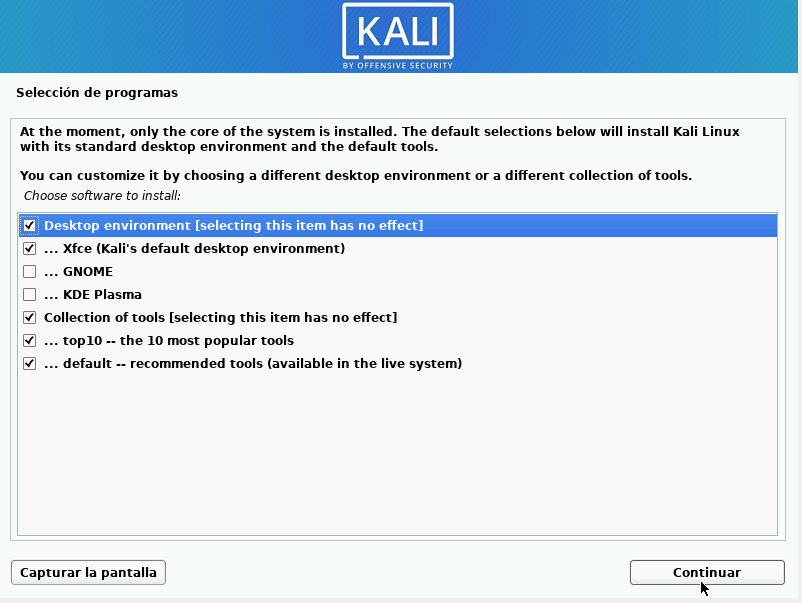 KALI
BY OFFENSIVE SECURITY
Selección de programas
At the moment, only the core of the system is installed. The default selections below will install Kali Linux
with its standard desktop environment and the default tools.
You can customize it by choosing a different desktop environment or a different collection of tools.
Choose software to install:
Desktop environment [selecting this item has no effect]
... Xfce (Kali's default desktop environment)
... GNOME
... KDE Plasma
Collection of tools [selecting this item has no effect]
... top10 -- the 10 most popular tools
... default -- recommended tools (available in the live system)
Capturar la pantalla
Continuar